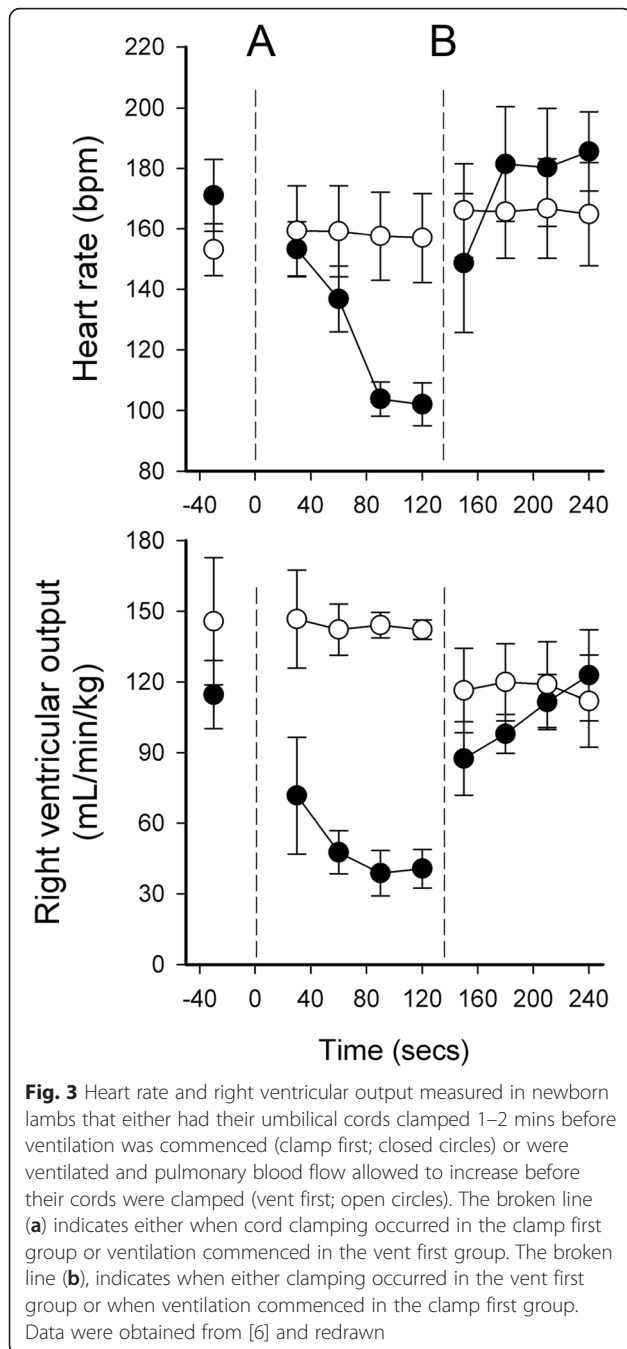 A B
220
200
180
160
140
120
100
80
Heart rate (bpm)
-40 0 40 80 120 160 200 240
180
150
120
90
60
30
0
Right ventricular output
(mL/min/kg)
-40 0 40 80 120 160 200 240
Time (secs)
Fig. 3 Heart rate and right ventricular output measured in newborn
lambs that either had their umbilical cords clamped 1–2 mins before
ventilation was commenced (clamp first; closed circles) or were
ventilated and pulmonary blood flow allowed to increase before
their cords were clamped (vent first; open circles). The broken line
(a) indicates either when cord clamping occurred in the clamp first
group or ventilation commenced in the vent first group. The broken
line (b), indicates when either clamping occurred in the vent first
group or when ventilation commenced in the clamp first group.
Data were obtained from [6] and redrawn